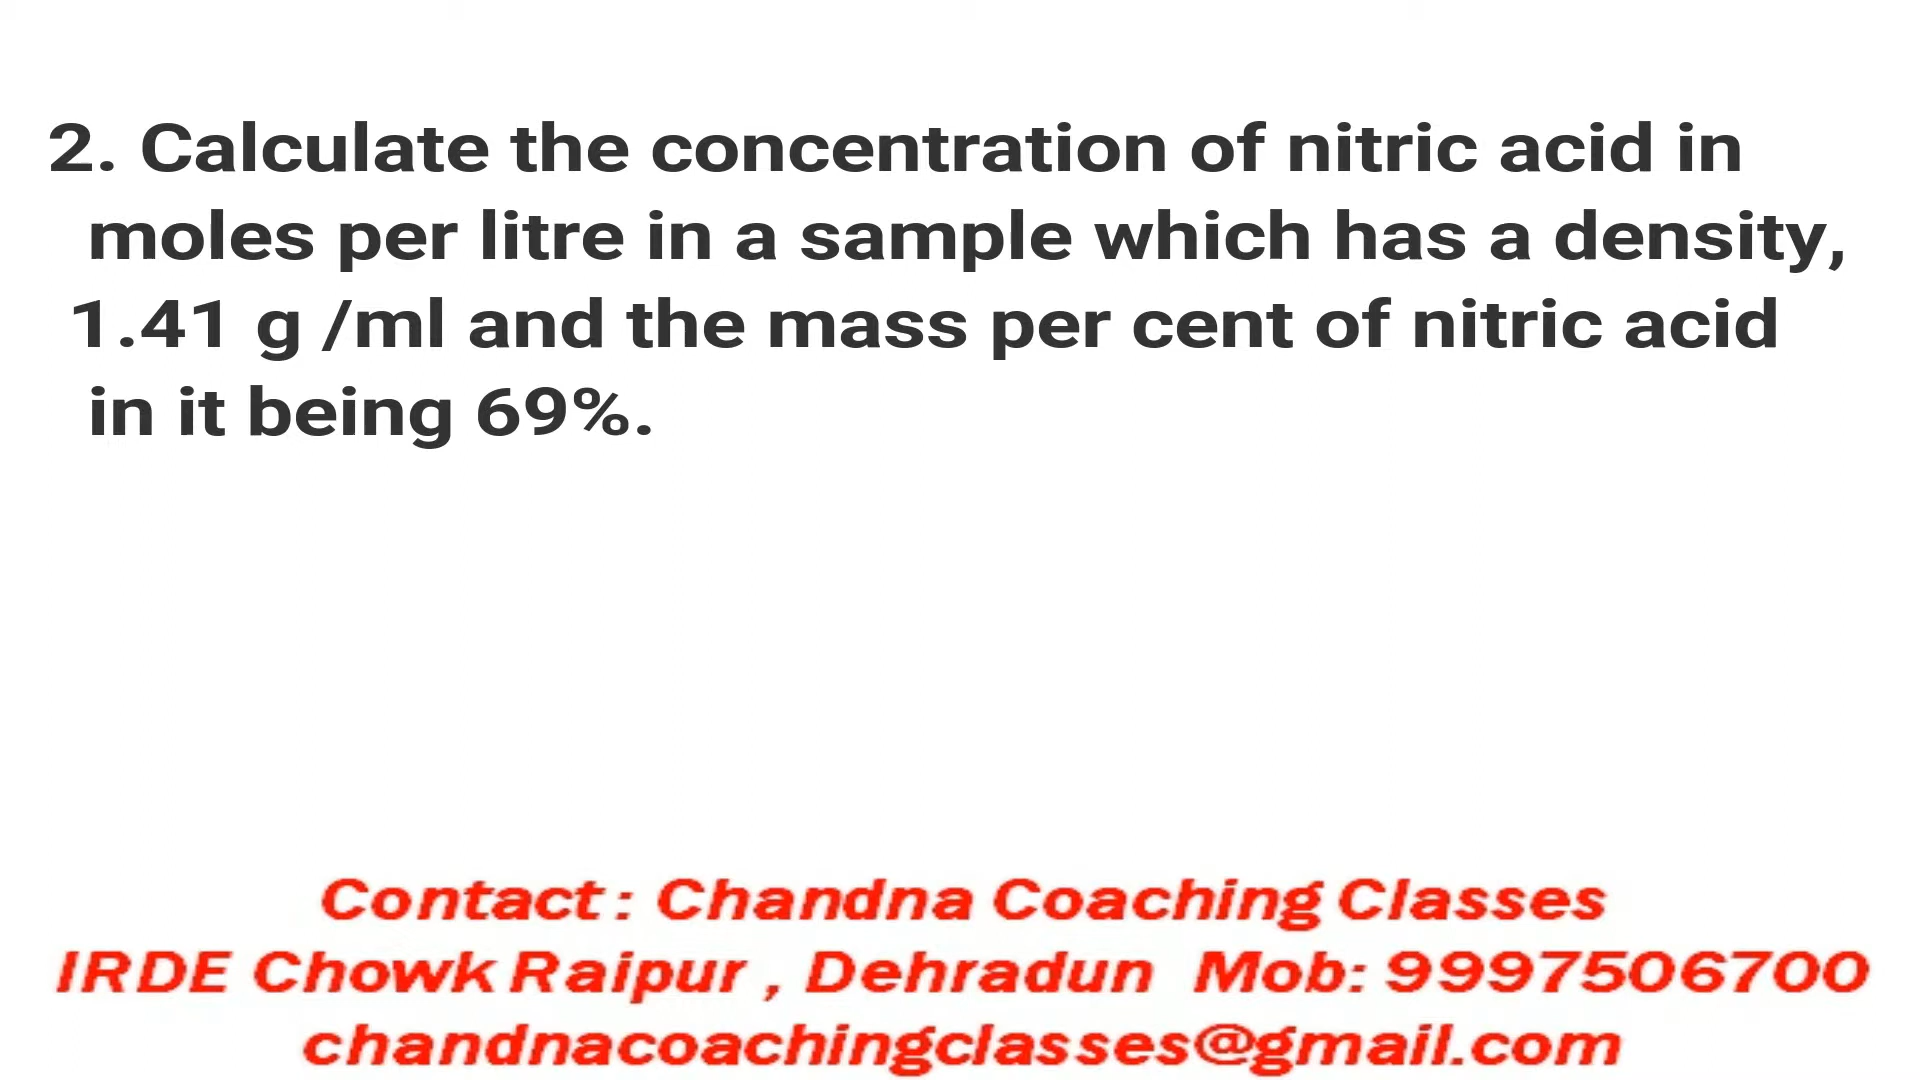 2. Calculate the concentration of nitric acid in
moles per litre in a sample which has a density,
1.41 g /ml and the mass per cent of nitric acid
in it being 69%.
Contact : Chandna Coaching Classes
IRDE Chowk Raipur , Dehradun Mob: 9997506700
chandnacoachingclasses@gmail.com